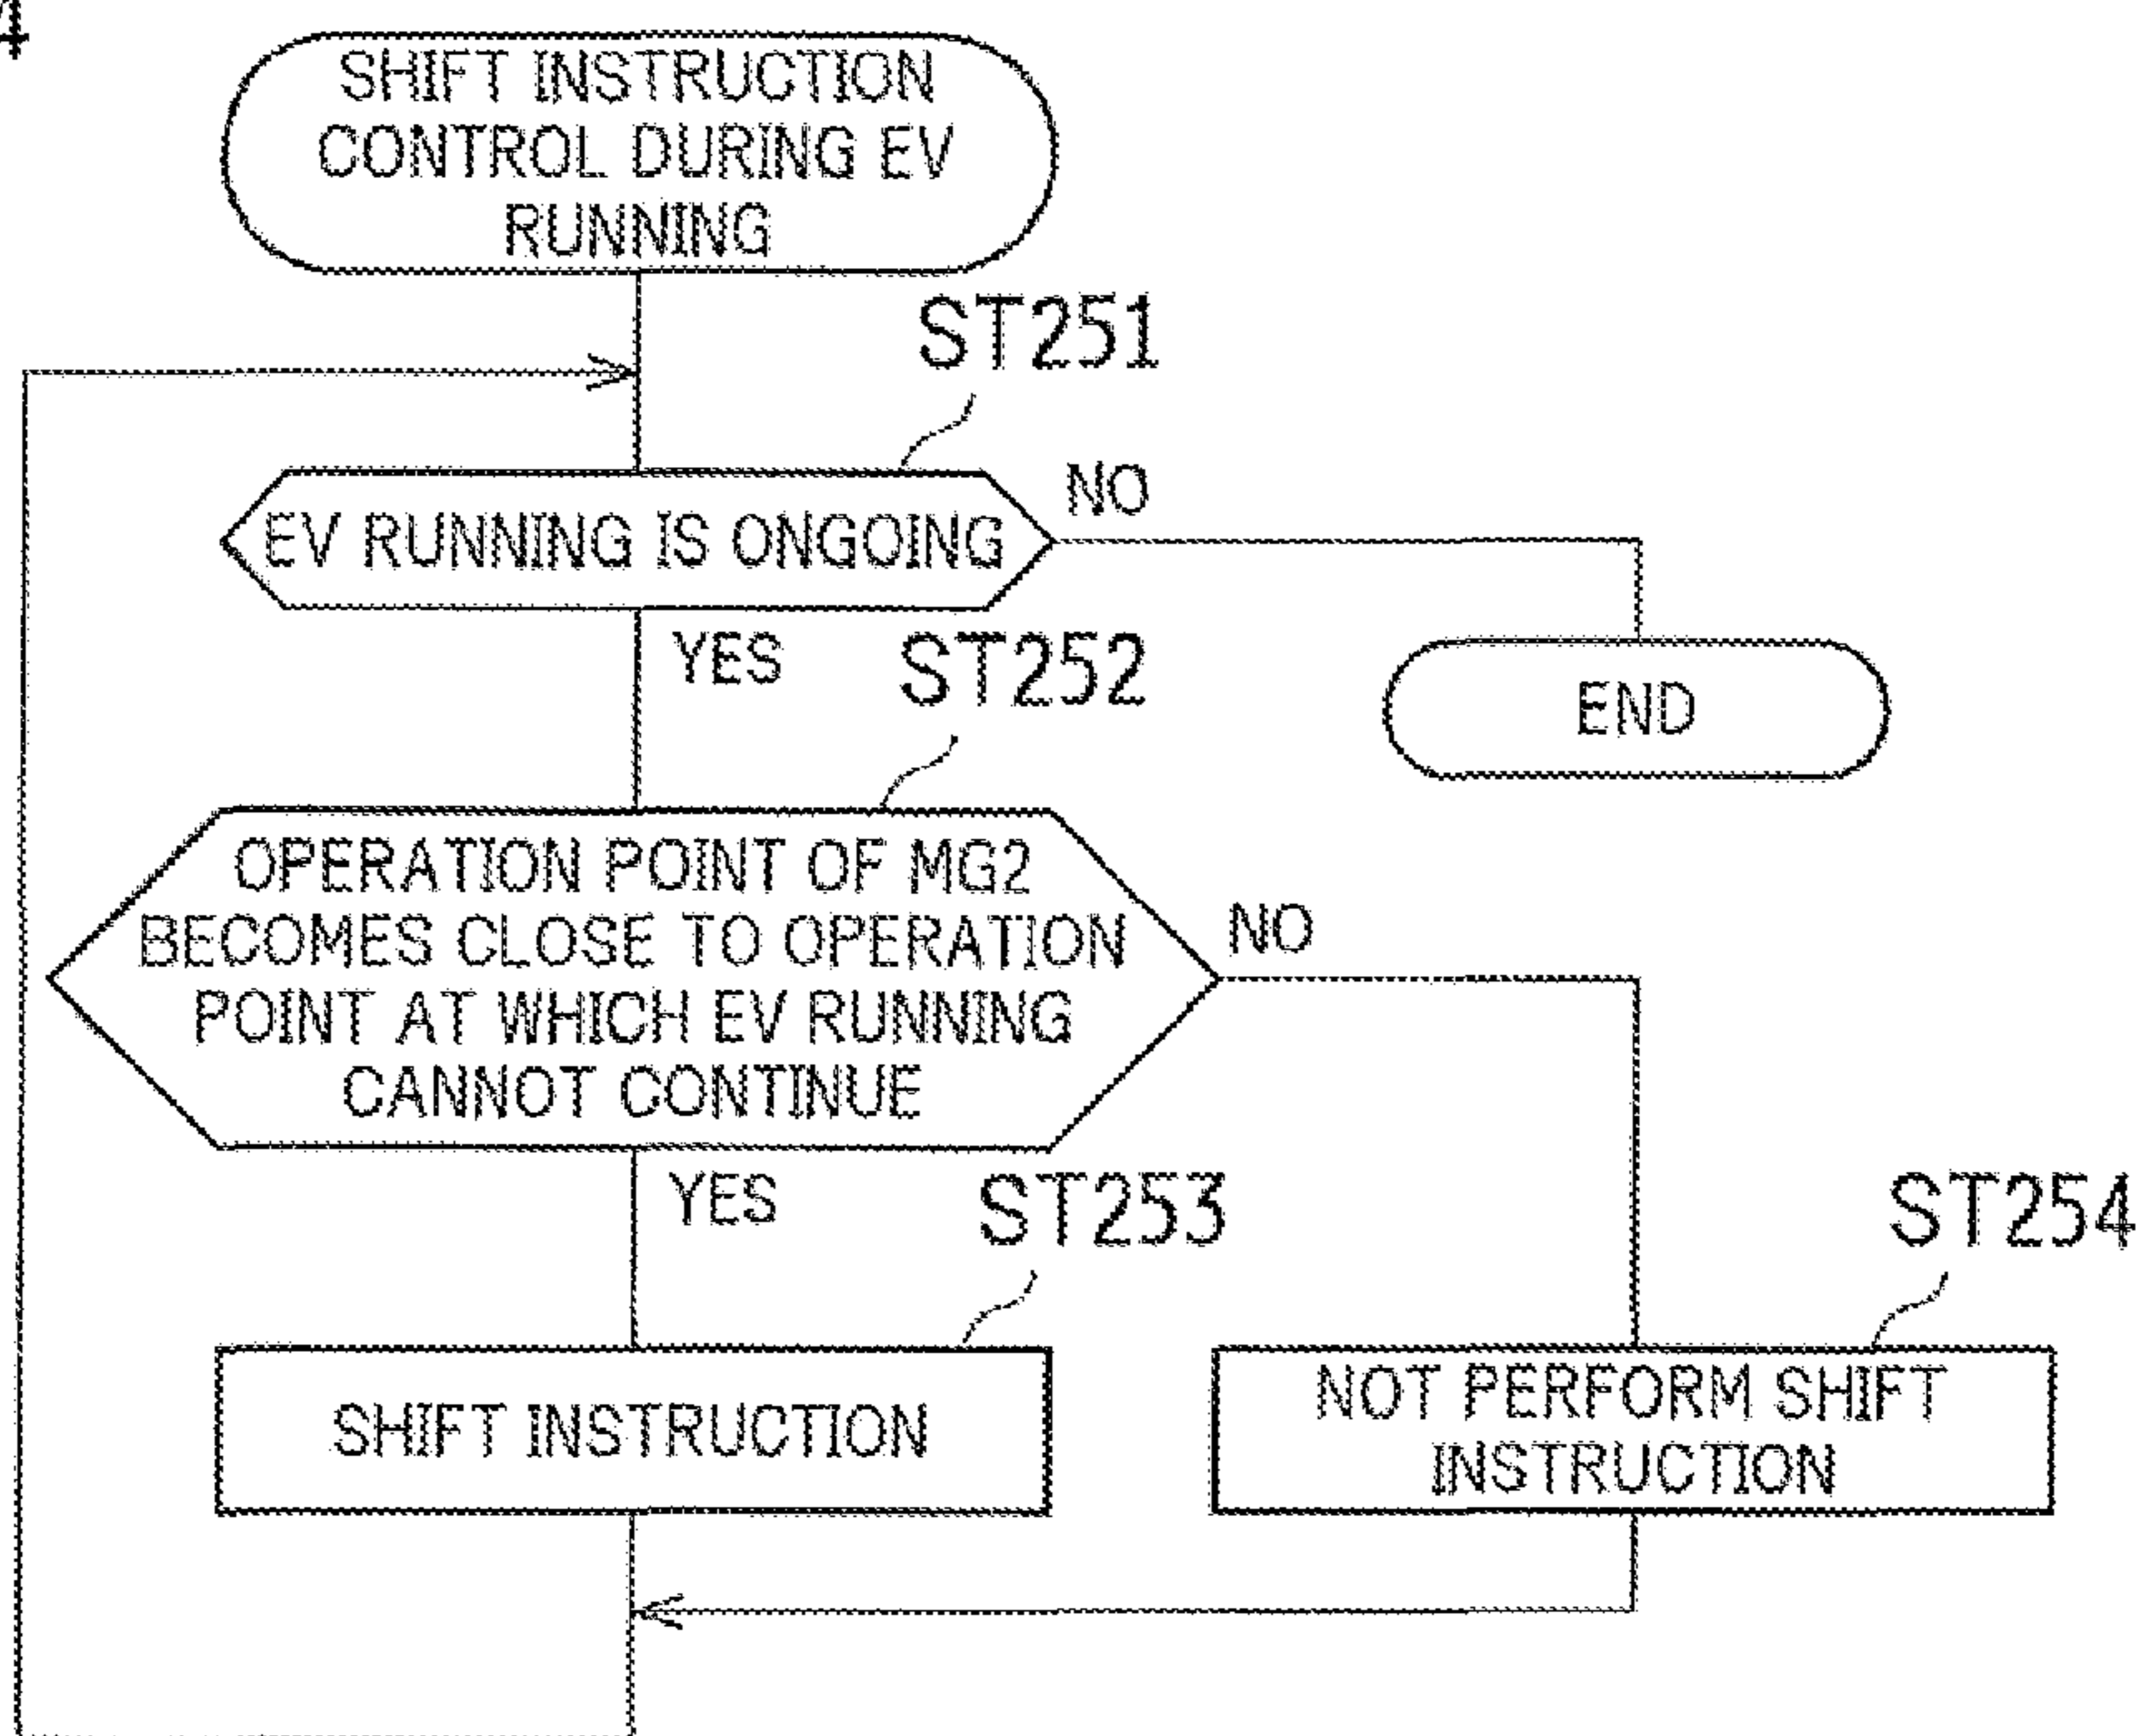 4
SHIFT INSTRUCTION
CONTROL DURING EV
RUNNING
ST251
EV RUNNING IS ONGOING
NO
YES
ST252
END
OPERATION POINT OF MG2
BECOMES CLOSE TO OPERATION
POINT AT WHICH EV RUNNING
CANNOT CONTINUE
NO
YES
ST253
ST254
SHIFT INSTRUCTION
NOT PERFORM SHIFT
INSTRUCTION